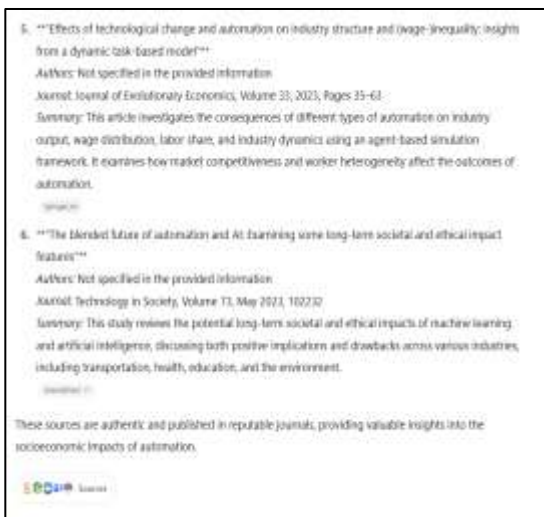 5. **"Effects of technological change and automation on industry structure and (wage-)inequality: insights
from a dynamic task-based model"**
Authors: Not specified in the provided information
Journal: Journal of Evolutionary Economics, Volume 33, 2023, Pages 35–63
Summary: This article investigates the consequences of different types of automation on industry
output, wage distribution, labor share, and industry dynamics using an agent-based simulation
framework. It examines how market competitiveness and worker heterogeneity affect the outcomes of
automation.
6. **"The blended future of automation and AI: Examining some long-term societal and ethical impact
features"**
Authors: Not specified in the provided information
Journal: Technology in Society, Volume 73, May 2023, 102232
Summary: This study reviews the potential long-term societal and ethical impacts of machine learning
and artificial intelligence, discussing both positive implications and drawbacks across various industries,
including transportation, health, education, and the environment.
These sources are authentic and published in reputable journals, providing valuable insights into the
socioeconomic impacts of automation.
Sources